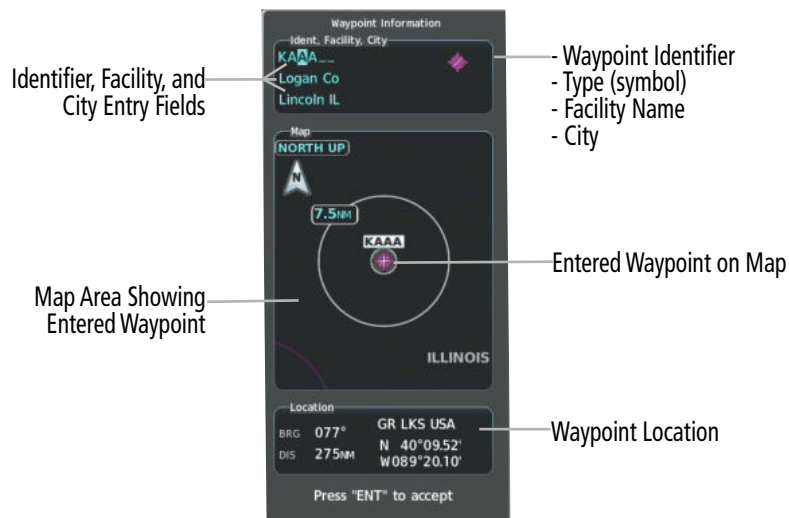 Waypoint Information
Ident, Facility, City
KAAA__
Logan Co
Lincoln IL
Identifier, Facility, and
City Entry Fields
- Waypoint Identifier
- Type (symbol)
- Facility Name
- City
Map
NORTH UP
N
7.5NM
KAAA
Entered Waypoint on Map
Map Area Showing
Entered Waypoint
ILLINOIS
Location
BRG 077°
DIS 275NM
GR LKS USA
N 40°09.52'
W089°20.10'
Waypoint Location
Press "ENT" to accept